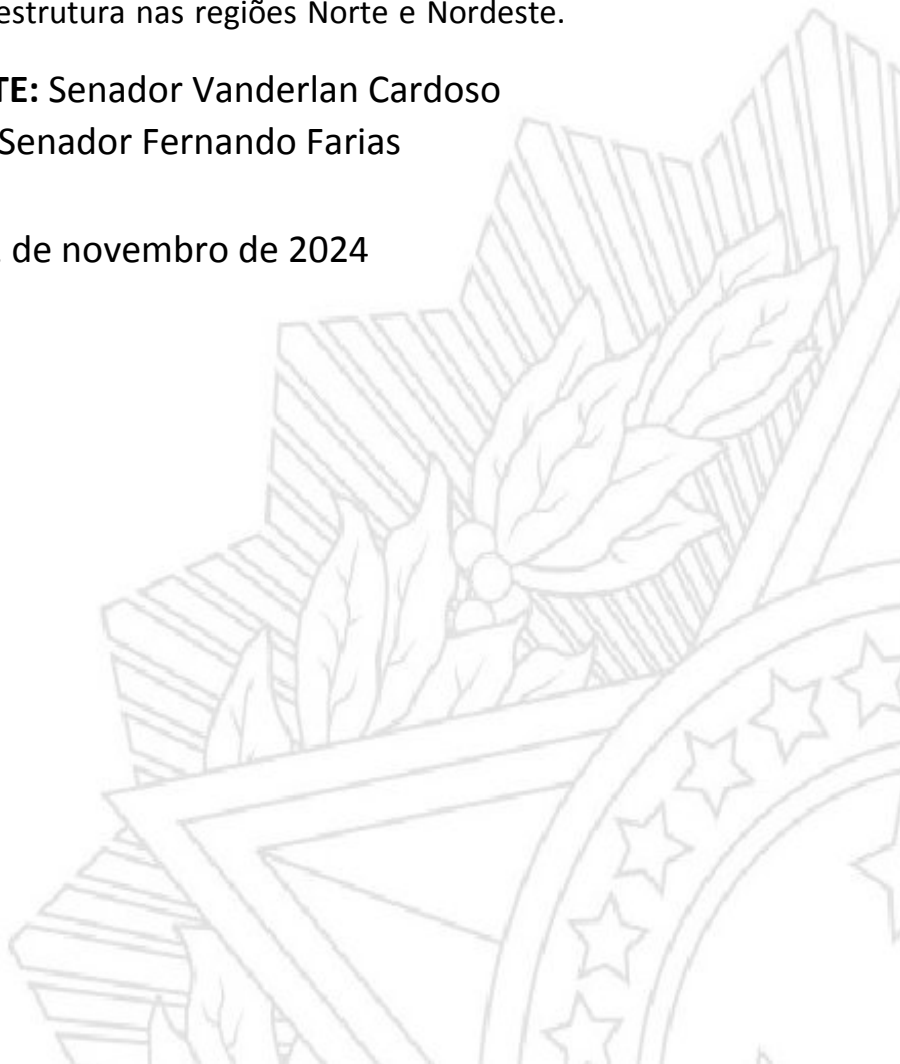 estrutura nas regiões Norte e Nordeste.
TE: Senador Vanderlan Cardoso
Senador Fernando Farias
de novembro de 2024